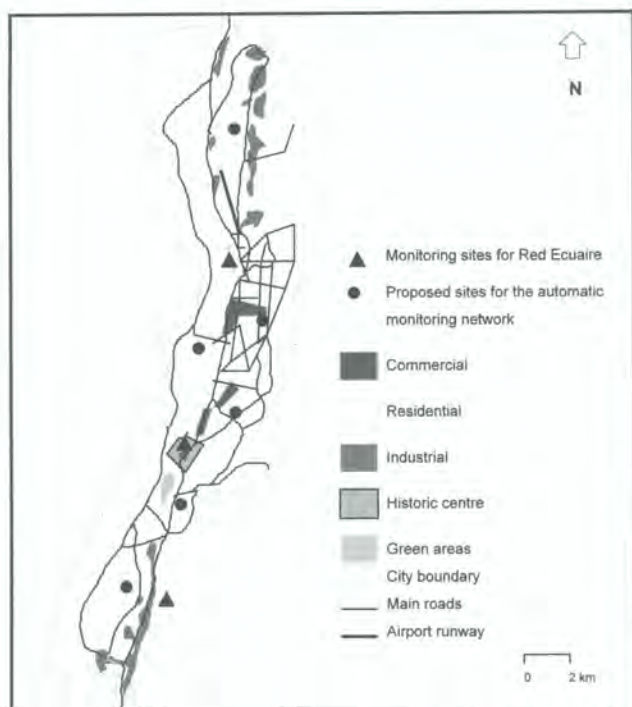 N
Monitoring sites for Red Ecuaire
Proposed sites for the automatic
monitoring network
Commercial
Residential
Industrial
Historic centre
Green areas
City boundary
Main roads
Airport runway
0 2 km